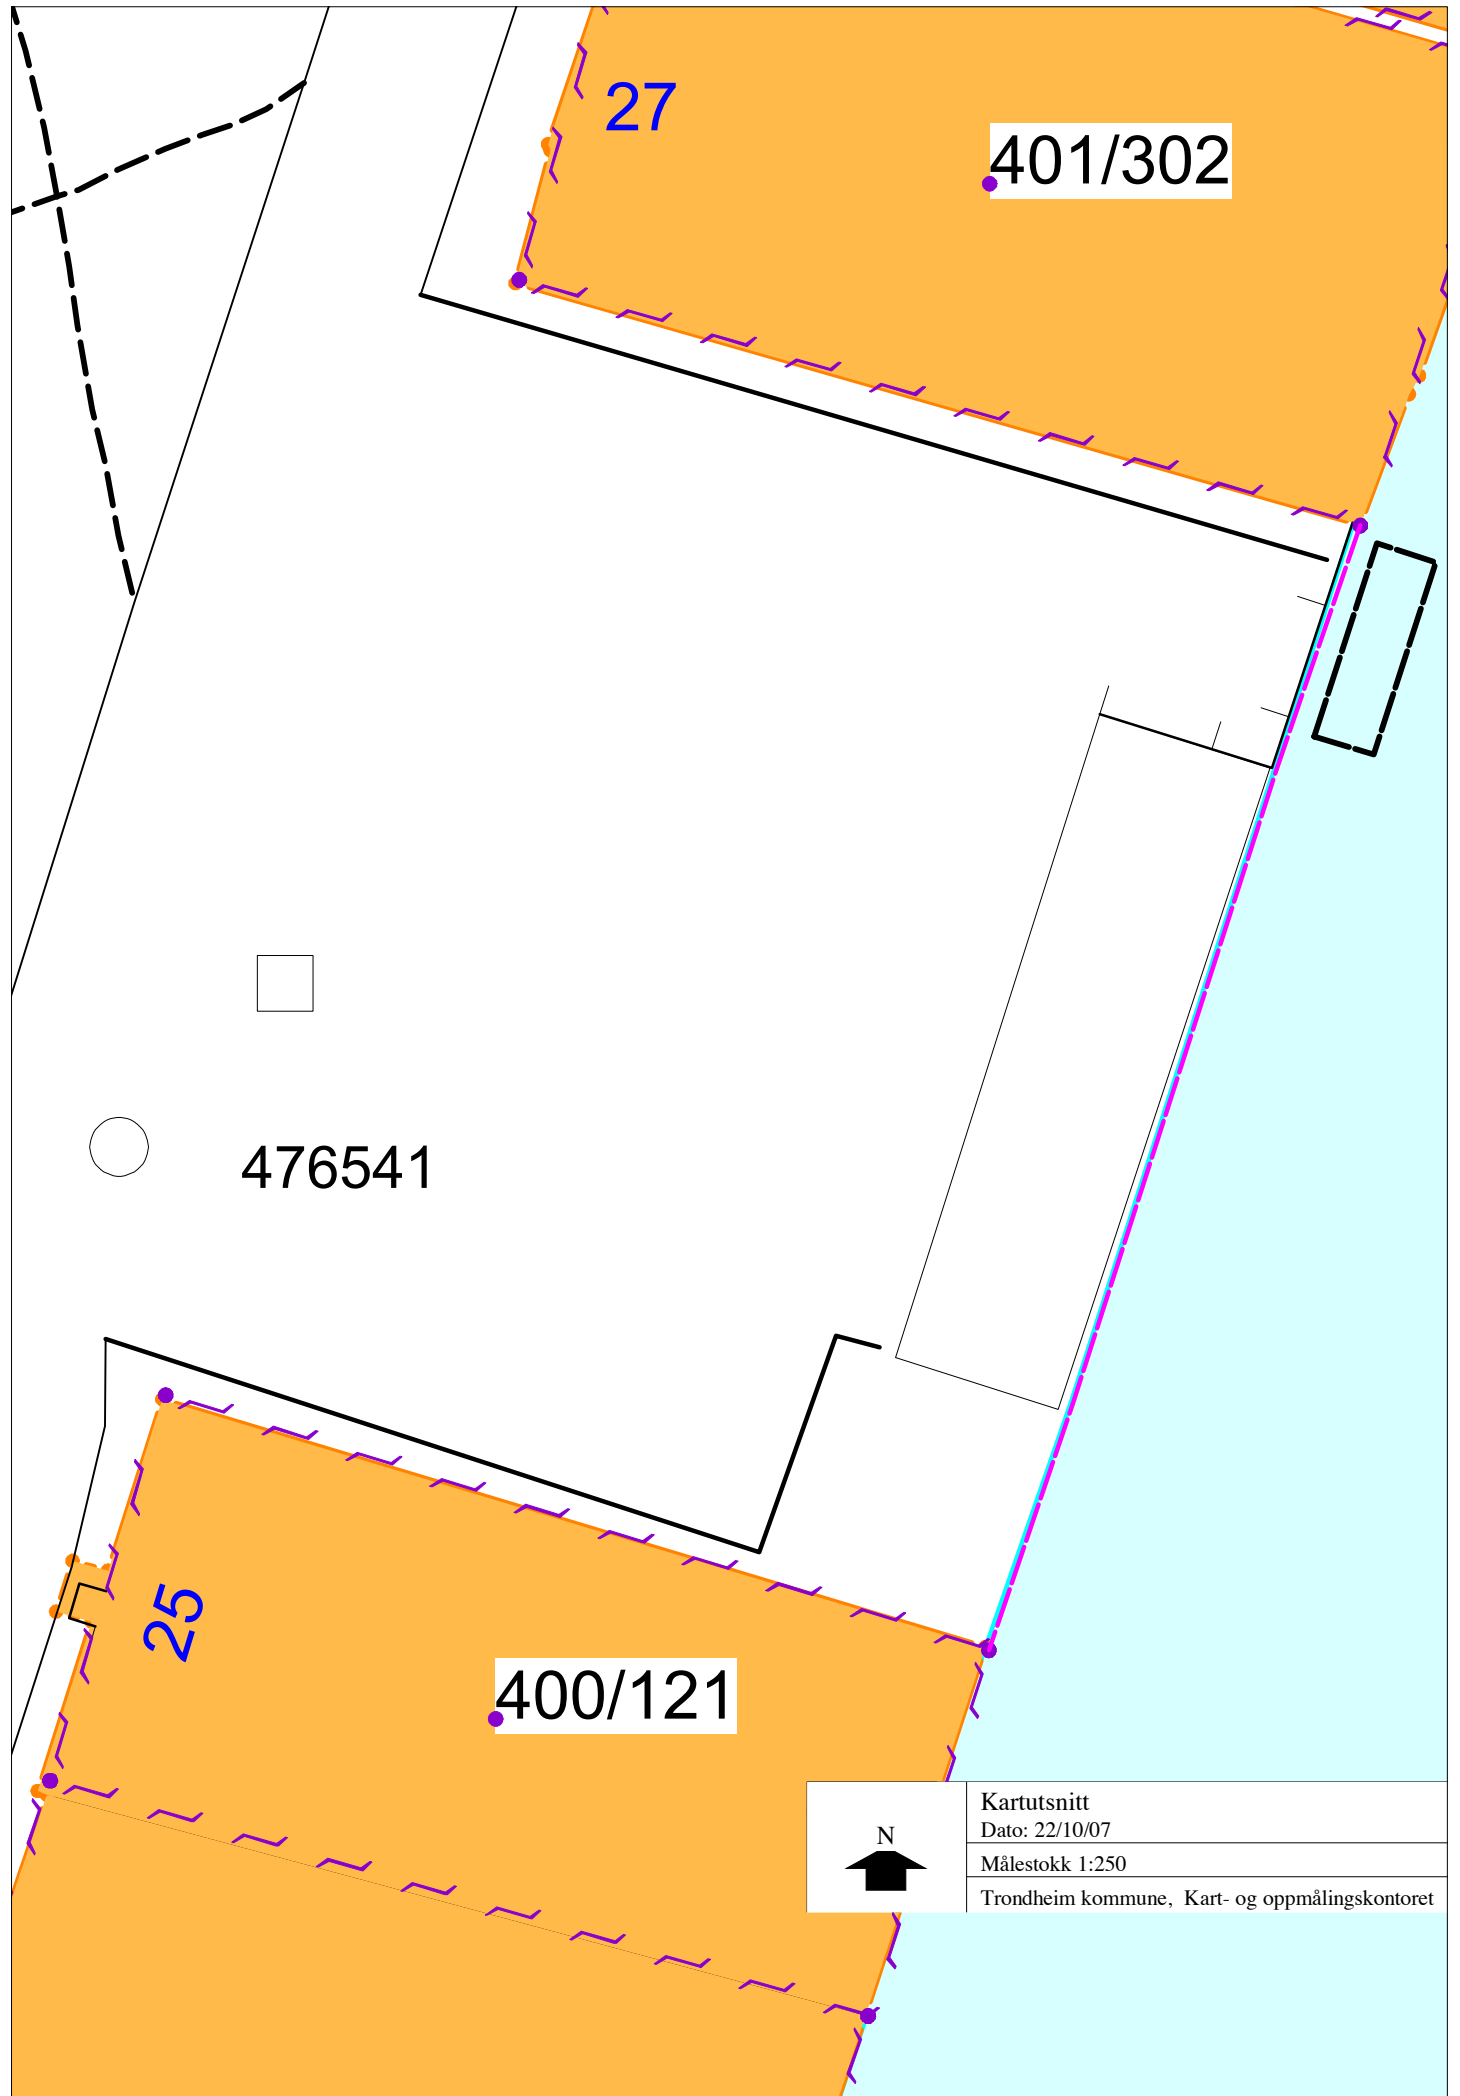 27
401/302
476541
25
400/121
N
Kartutsnitt
Dato: 22/10/07
Målestokk 1:250
Trondheim kommune, Kart- og oppmålingskontoret